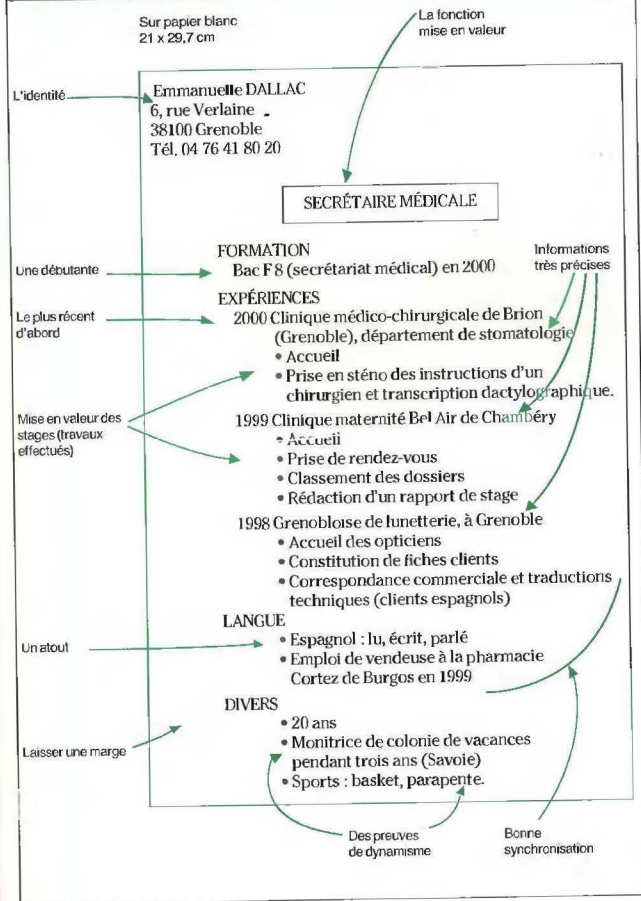 Sur papier blanc
21 x 29,7 cm
La fonction
mise en valeur
L'identité
Emmanuelle DALLAC
6, rue Verlaine
38100 Grenoble
Tél. 04 76 41 80 20
SECRÉTAIRE MÉDICALE
Informations
très précises
FORMATION
Une débutante
Bac F 8 (secrétariat médical) en 2000
EXPÉRIENCES
Le plus récent
d'abord
2000 Clinique médico-chirurgicale de Brion
(Grenoble), département de stomatologie
• Accueil
• Prise en sténo des instructions d'un
chirurgien et transcription dactylographique.
Mise en valeur des
stages (travaux
effectués)
1999 Clinique maternité Bel Air de Chambéry
• Accueil
• Prise de rendez-vous
• Classement des dossiers
• Rédaction d'un rapport de stage
1998 Grenobloise de lunetterie, à Grenoble
• Accueil des opticiens
• Constitution de fiches clients
• Correspondance commerciale et traductions
techniques (clients espagnols)
LANGUE
Un atout
• Espagnol : lu, écrit, parlé
• Emploi de vendeuse à la pharmacie
Cortez de Burgos en 1999
DIVERS
Laisser une marge
• 20 ans
• Monitrice de colonie de vacances
pendant trois ans (Savoie)
• Sports : basket, parapente.
Des preuves
de dynamisme
Bonne
synchronisation